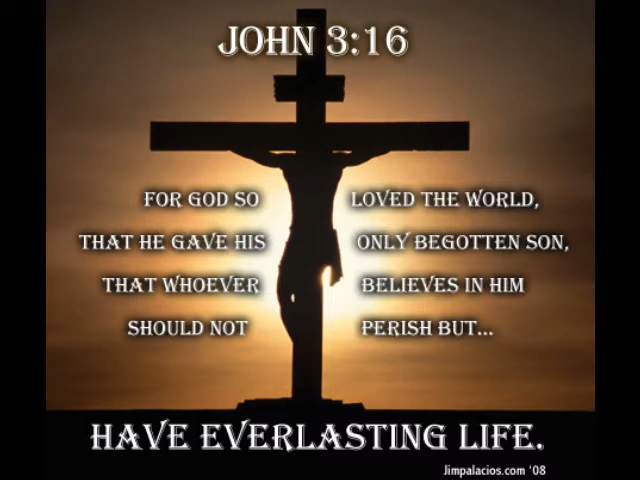 JOHN 3:16
FOR GOD SO LOVED THE WORLD,
THAT HE GAVE HIS ONLY BEGOTTEN SON,
THAT WHOEVER BELIEVES IN HIM
SHOULD NOT PERISH BUT...
HAVE EVERLASTING LIFE.
Jimpalacios.com '08